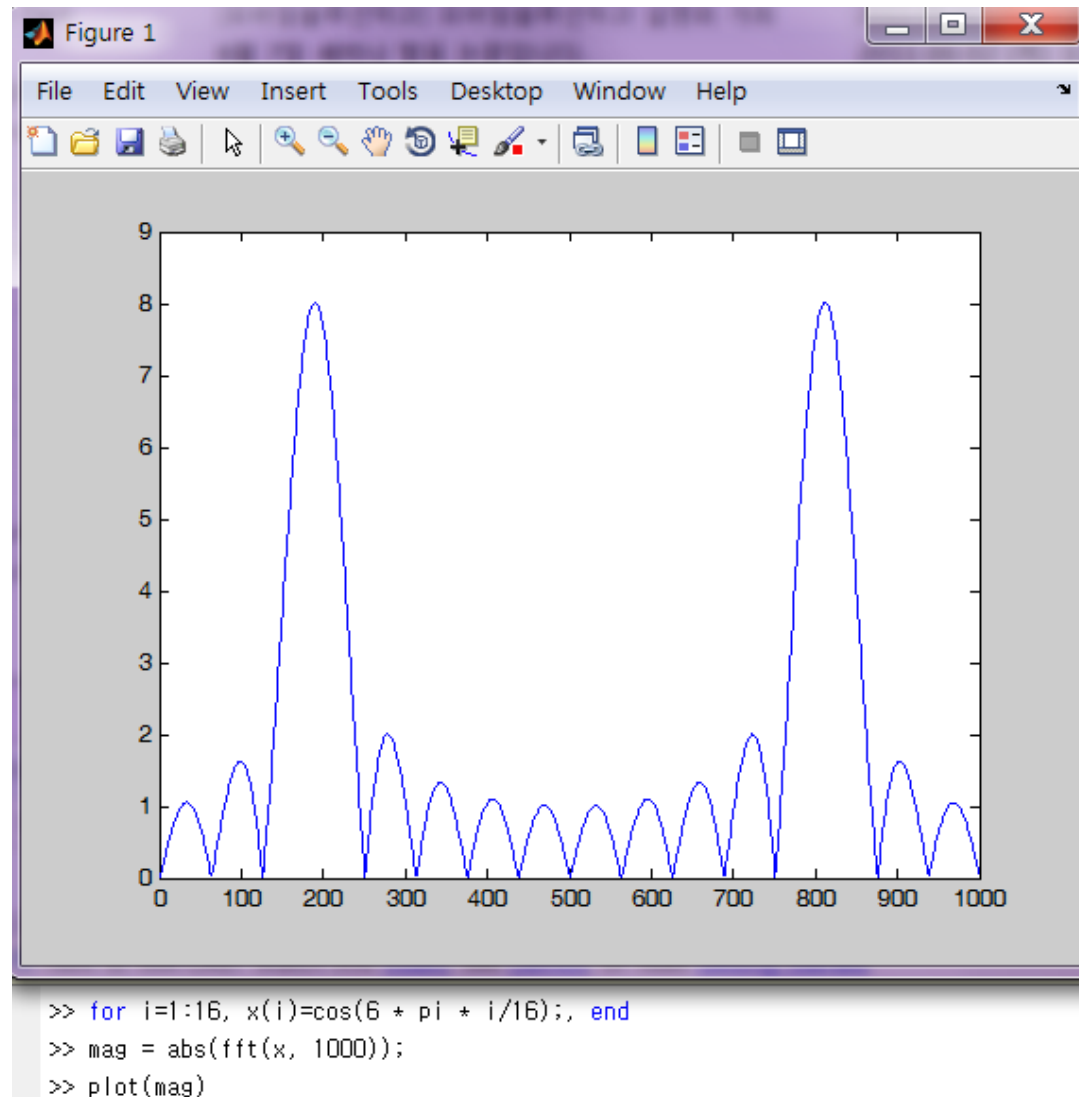 Figure 1
File Edit View Insert Tools Desktop Window Help
9
8
7
6
5
4
3
2
1
0
0 100 200 300 400 500 600 700 800 900 1000
>> for i=1:16, x(i)=cos(6 * pi * i/16);, end
>> mag = abs(fft(x, 1000));
>> plot(mag)